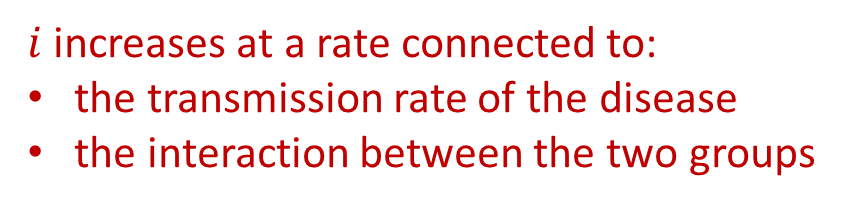 i increases at a rate connected to:
• the transmission rate of the disease
• the interaction between the two groups